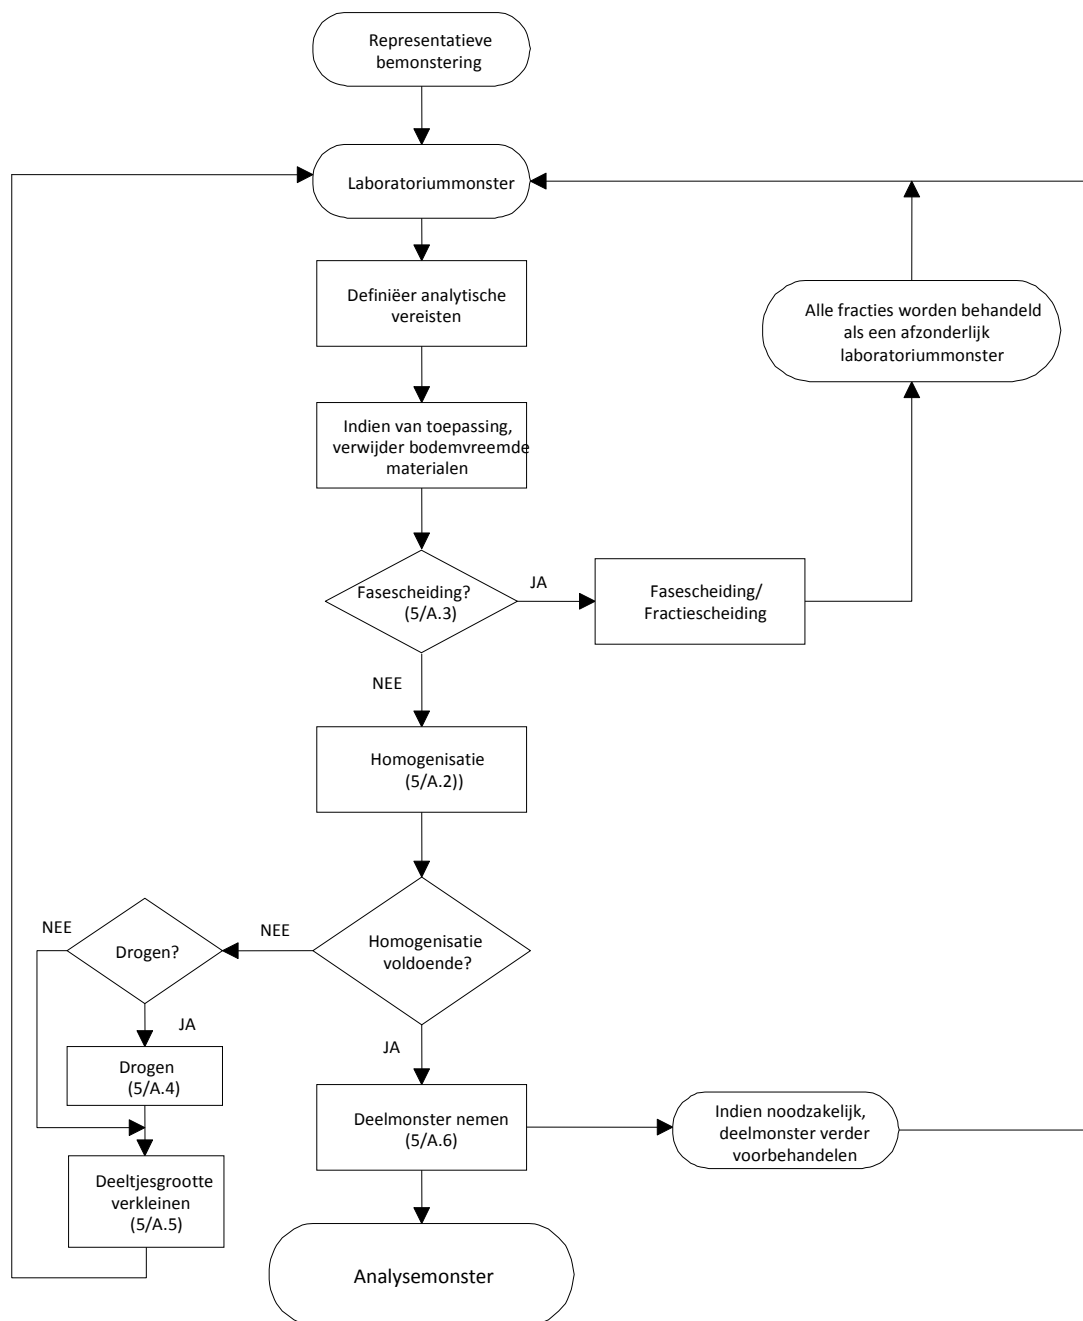 Representatieve
bemonstering
Laboratoriummonster
Definiëer analytische
vereisten
Alle fracties worden behandeld
als een afzonderlijk
laboratoriummonster
Indien van toepassing,
verwijder bodemvreemde
materialen
Fasescheiding?
(5/A.3)
JA
Fasescheiding/
Fractiescheiding
NEE
Homogenisatie
(5/A.2))
Homogenisatie
voldoende?
NEE
Drogen?
NEE
JA
Drogen
(5/A.4)
Deeltjesgrootte
verkleinen
(5/A.5)
JA
Deelmonster nemen
(5/A.6)
Indien noodzakelijk,
deelmonster verder
voorbehandelen
Analysemonster